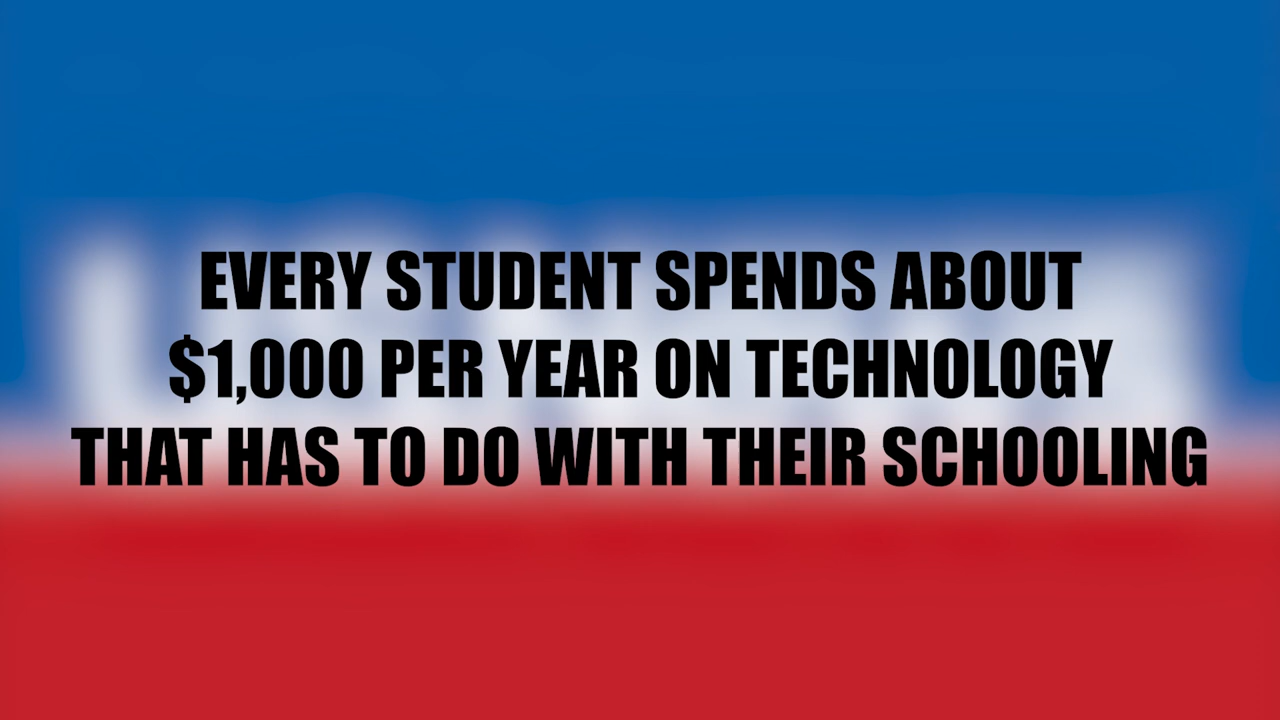 EVERY STUDENT SPENDS ABOUT
$1,000 PER YEAR ON TECHNOLOGY
THAT HAS TO DO WITH THEIR SCHOOLING